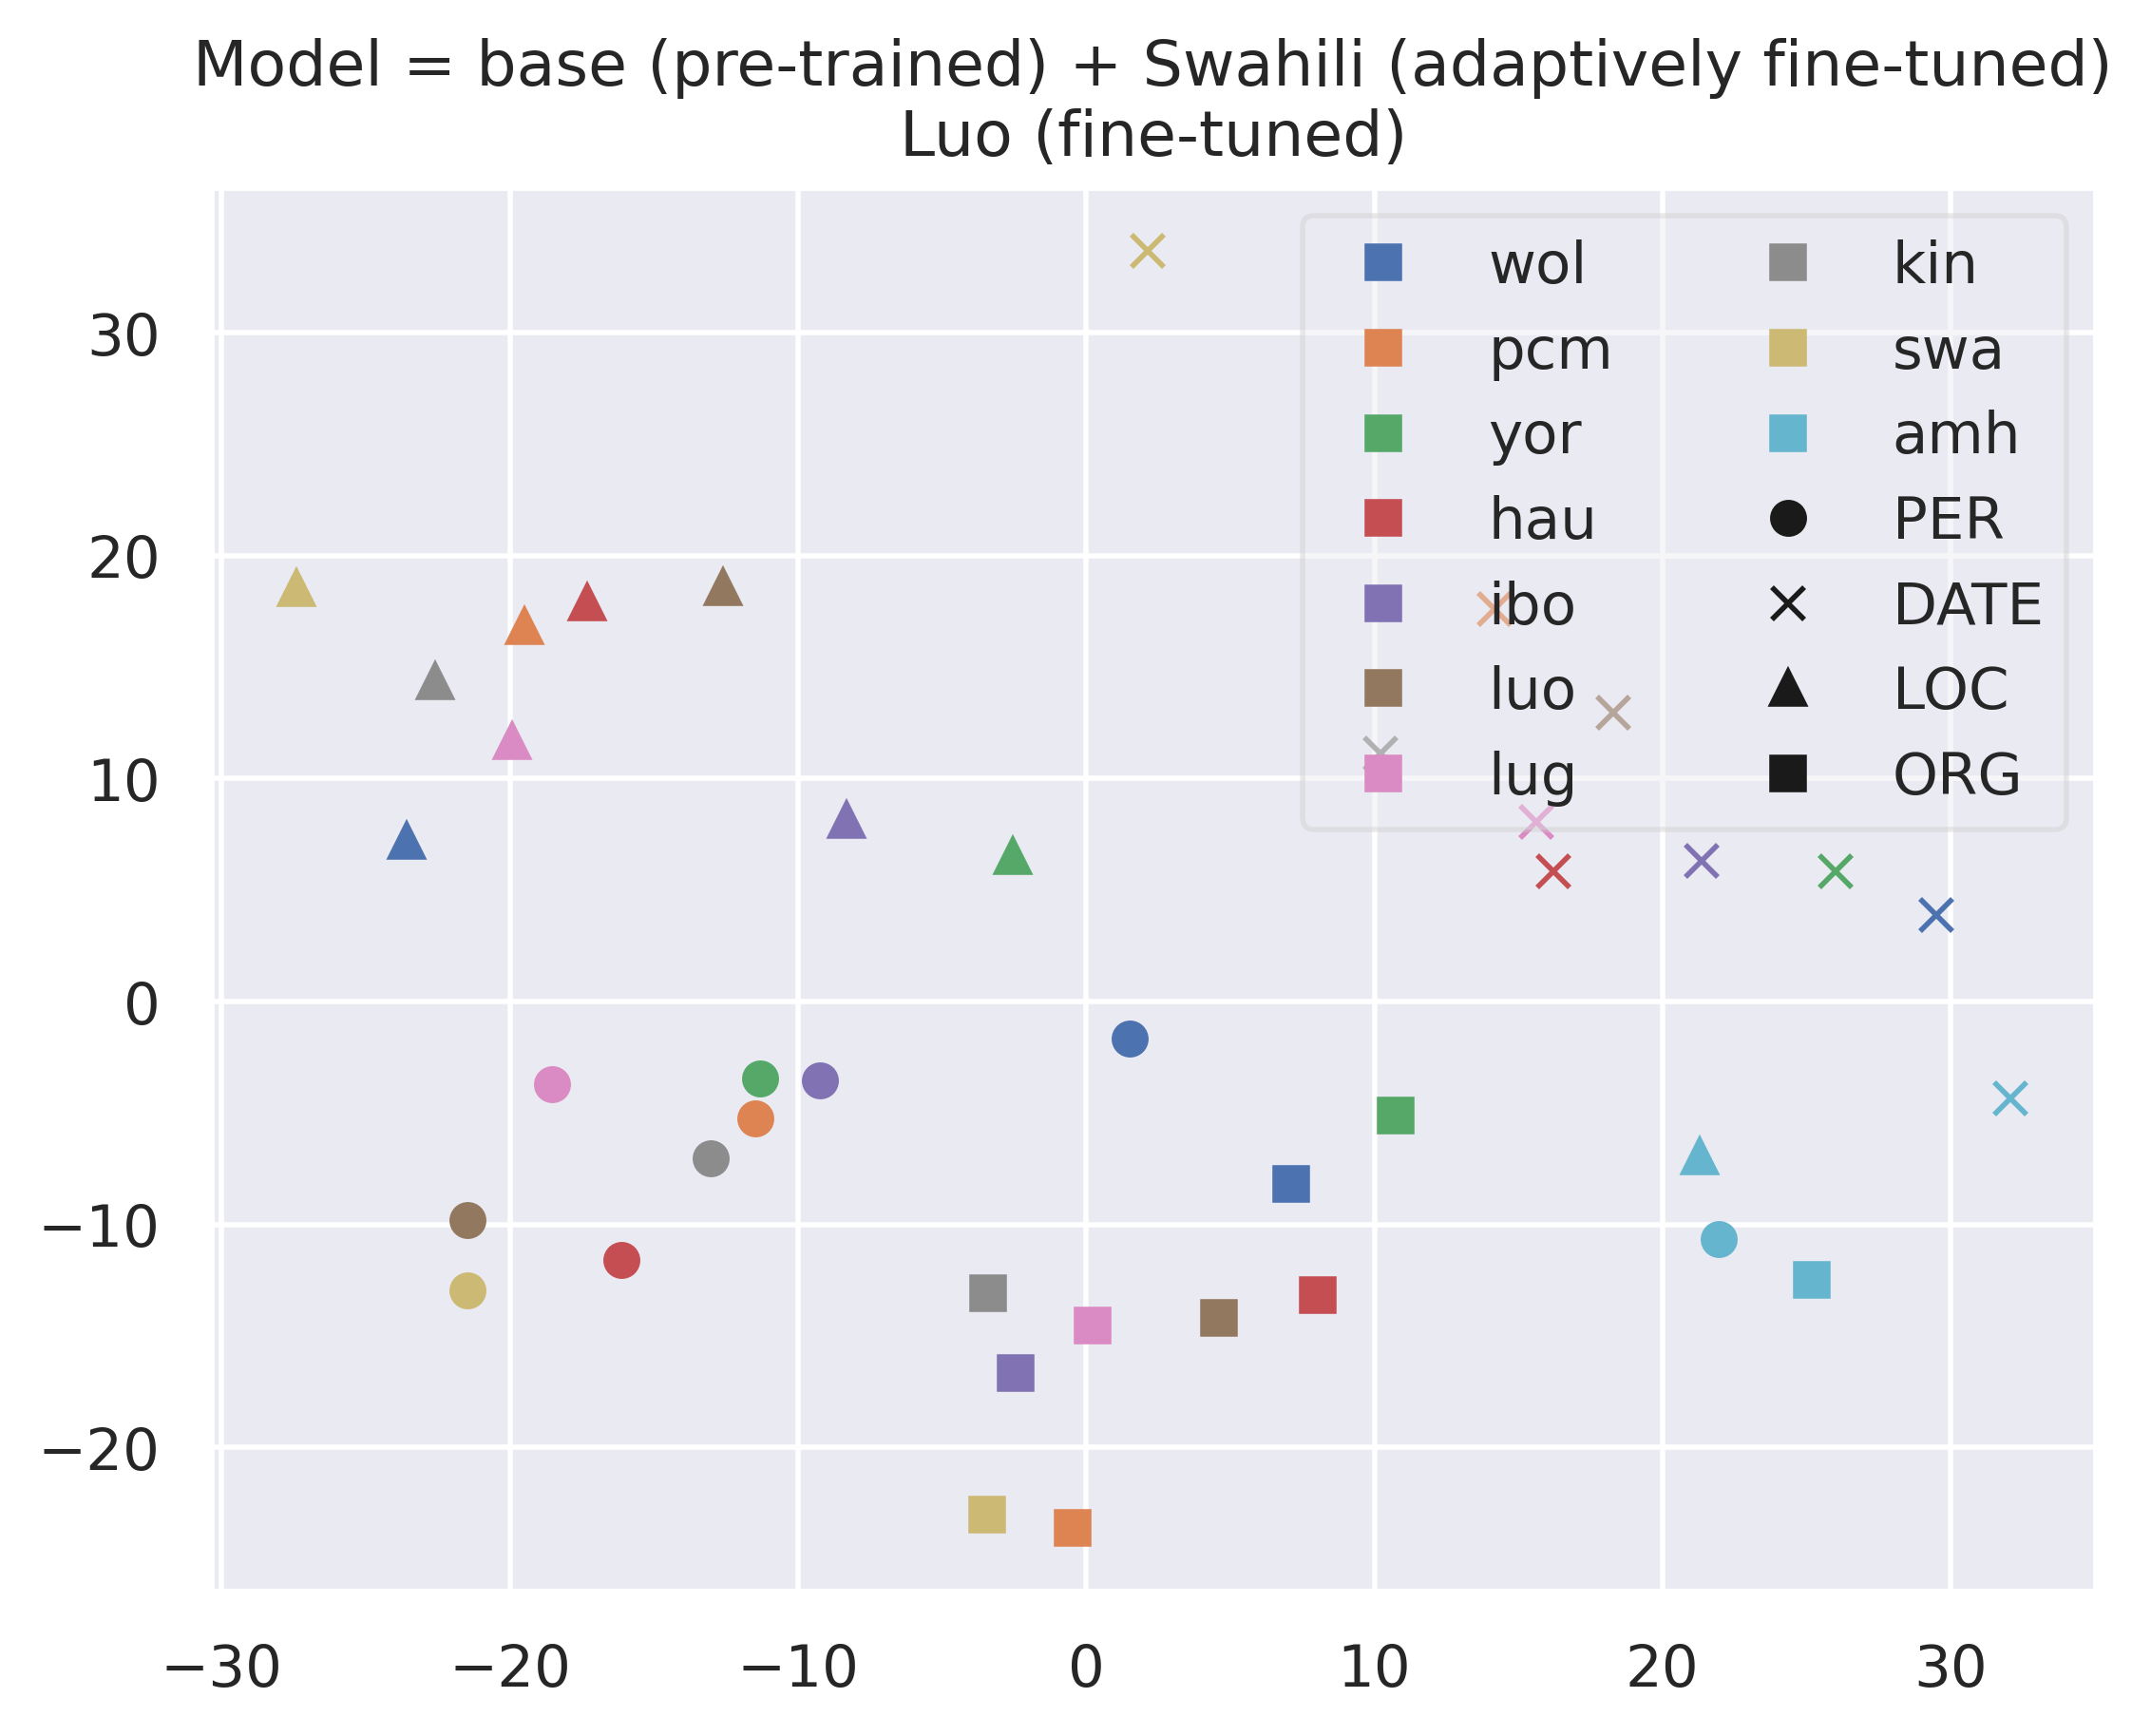 Model = base (pre-trained) + Swahili (adaptively fine-tuned)
Luo (fine-tuned)
wol
pcm
yor
hau
ibo
luo
lug
kin
swa
amh
PER
DATE
LOC
ORG
30
20
10
0
−10
−20
−30 −20 −10 0 10 20 30